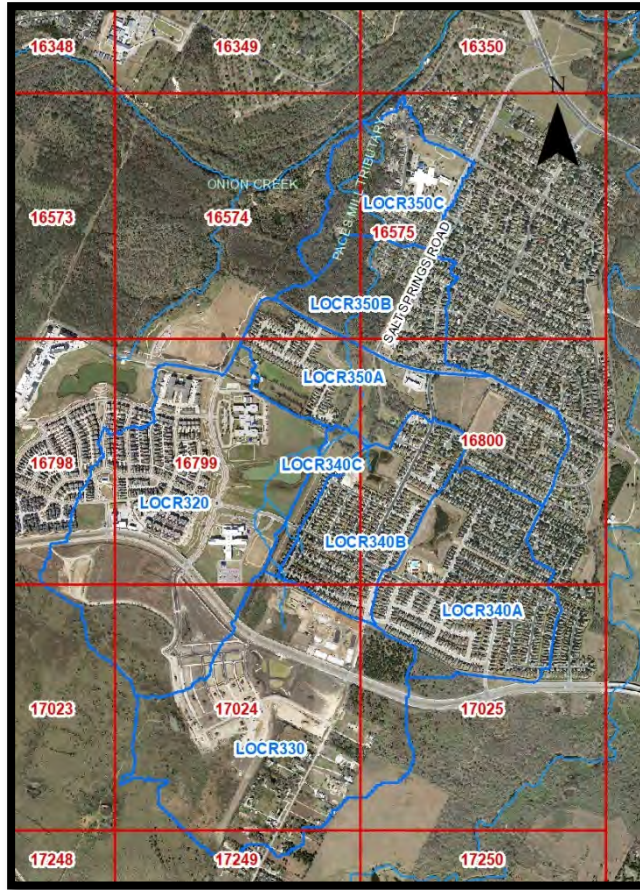 16348
16349
16350
N
PACES MILL TRIBUTARY
ONION CREEK
LOCR350C
16573
16574
16575
SALT SPRINGS ROAD
LOCR350B
LOCR350A
16798
16799
LOCR340C
16800
LOCR320
LOCR340B
LOCR340A
17023
17024
17025
LOCR330
17248
17249
17250